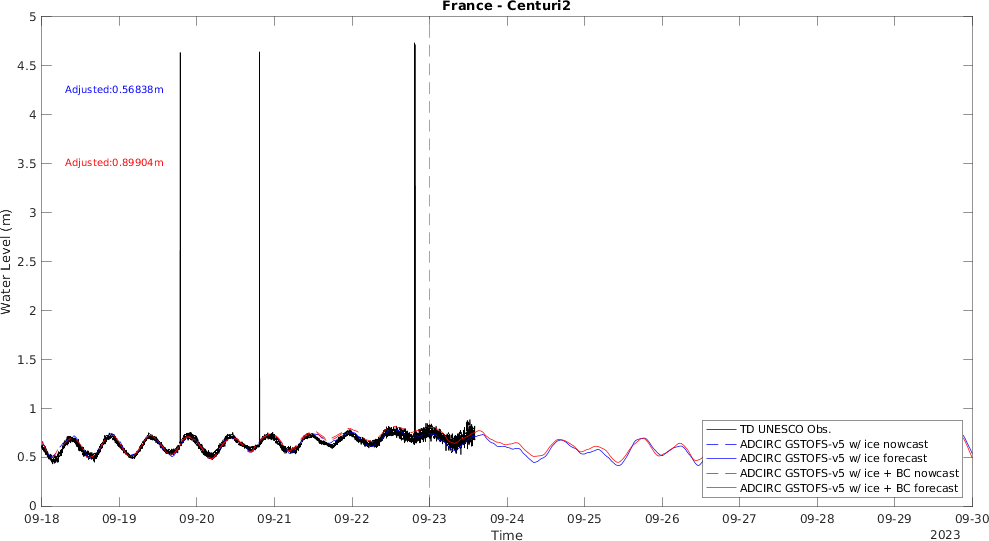 France - Centuri2
5
4.5
4
3.5
3
2.5
2
1.5
1
0.5
0
Water Level (m)
Adjusted:0.56838m
Adjusted:0.89904m
TD UNESCO Obs.
ADCIRC GSTOFS-v5 w/ ice nowcast
ADCIRC GSTOFS-v5 w/ ice forecast
ADCIRC GSTOFS-v5 w/ ice + BC nowcast
ADCIRC GSTOFS-v5 w/ ice + BC forecast
09-18 09-19 09-20 09-21 09-22 09-23 09-24 09-25 09-26 09-27 09-28 09-29 09-30
Time
2023